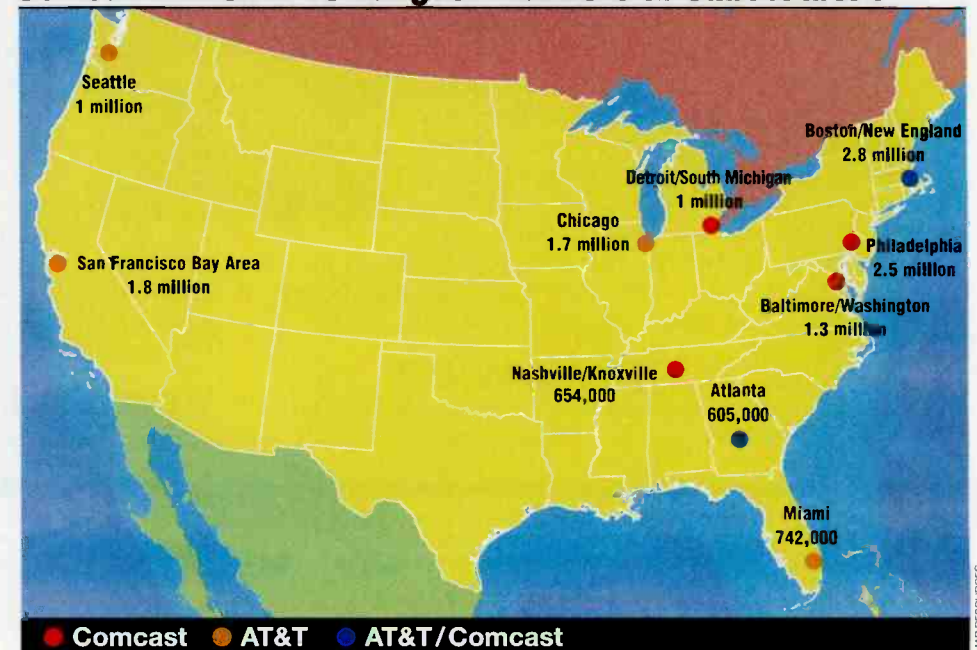 Seattle
1 million
Boston/New England
2.8 million
Detroit/South Michigan
1 million
Chicago
1.7 million
Philadelphia
2.5 million
San Francisco Bay Area
1.8 million
Baltimore/Washington
1.3 million
Nashville/Knoxville
654,000
Atlanta
605,000
Miami
742,000
Comcast AT&T AT&T/Comcast